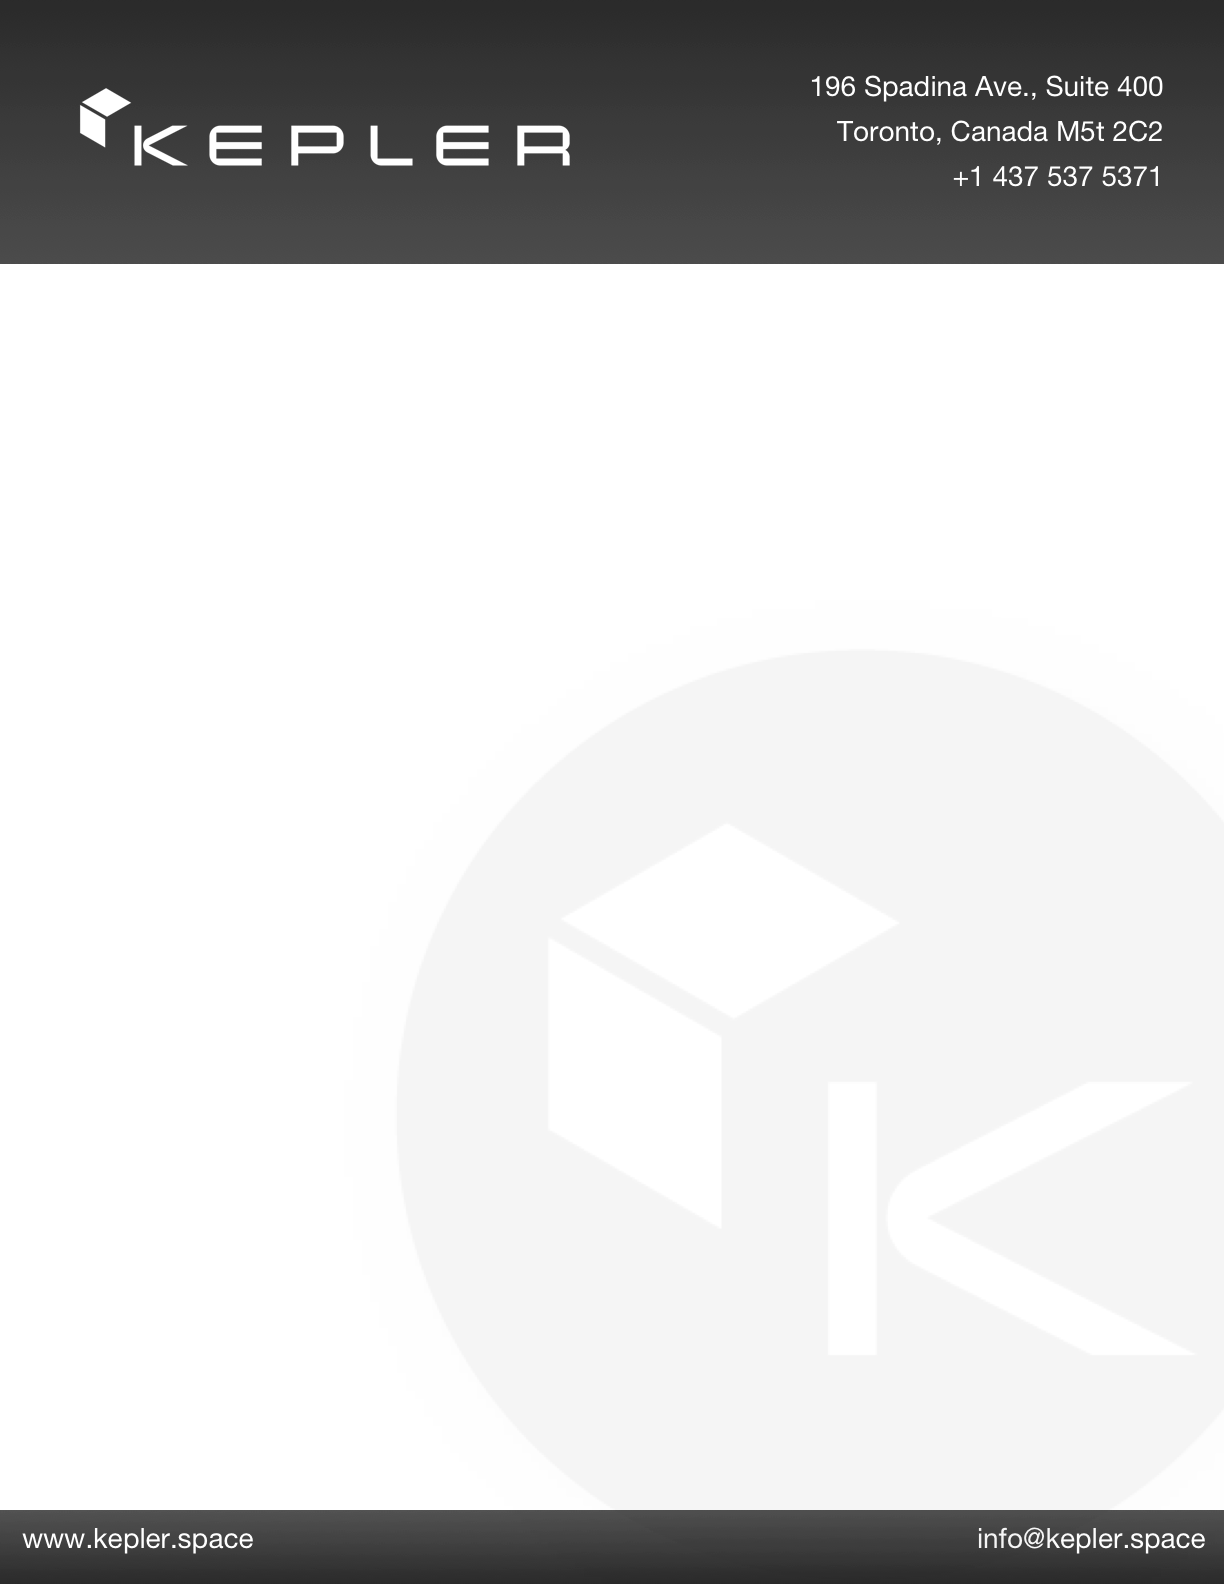 KEPLER
196 Spadina Ave., Suite 400
Toronto, Canada M5t 2C2
+1 437 537 5371
K
www.kepler.space
info@kepler.space